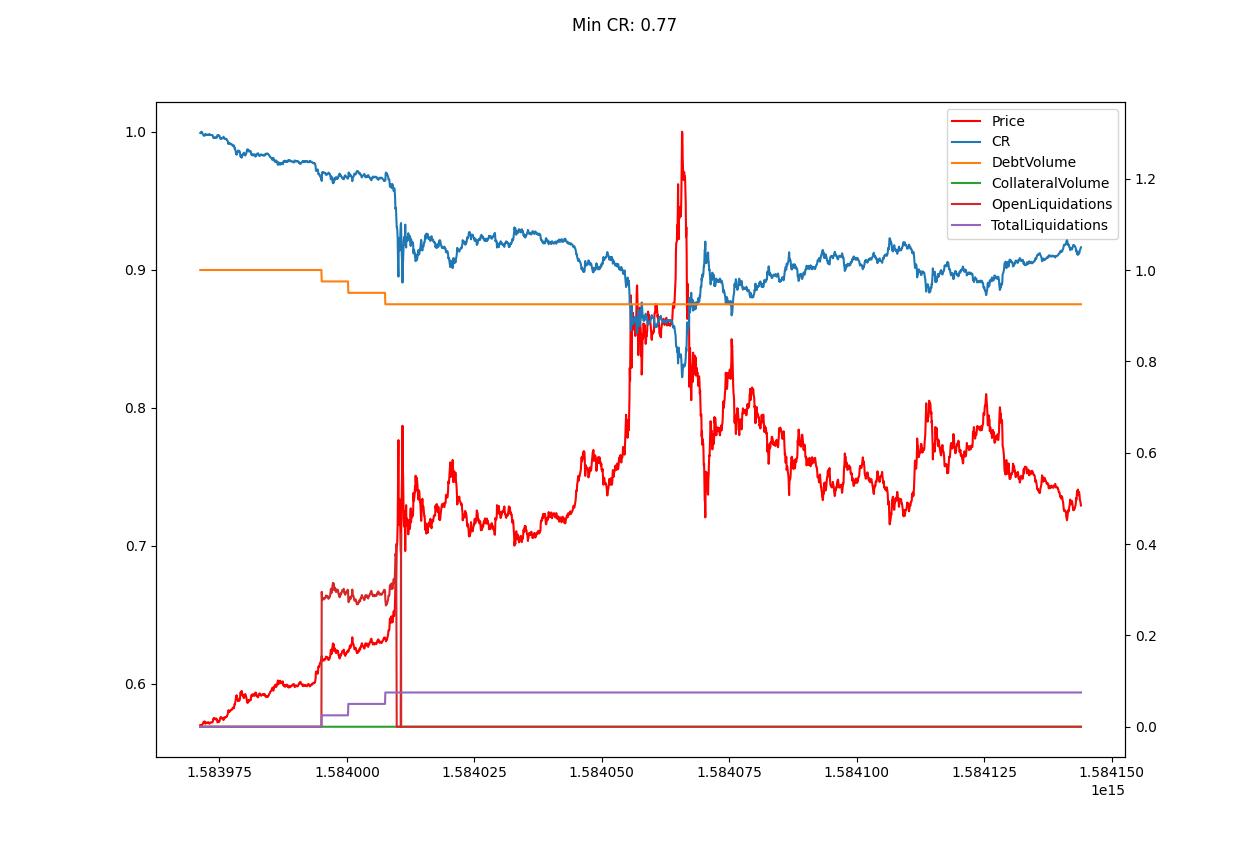 Min CR: 0.77
Price
CR
DebtVolume
CollateralVolume
OpenLiquidations
TotalLiquidations
1.0
0.9
0.8
0.7
0.6
1.2
1.0
0.8
0.6
0.4
0.2
0.0
1.583975 1.584000 1.584025 1.584050 1.584075 1.584100 1.584125 1.584150
1e15